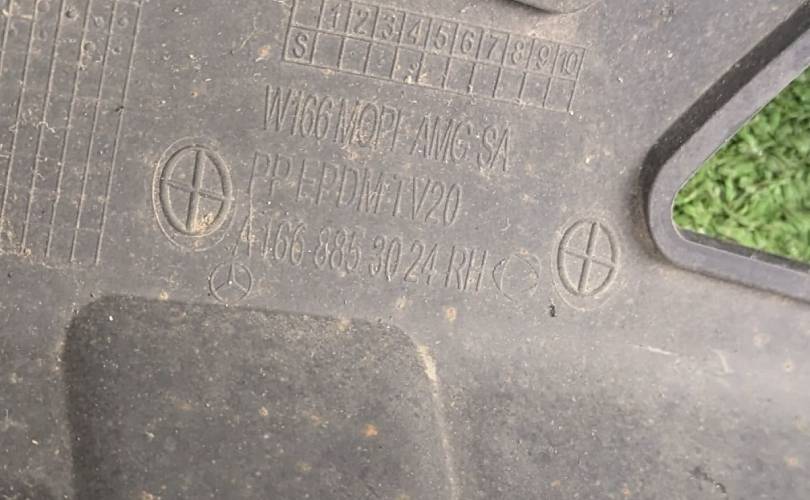 1 2 3 4 5 6 7 8 9 10
S
W166 MOPF AMG SA
PP EPDM TV20
A 166 885 30 24 RH